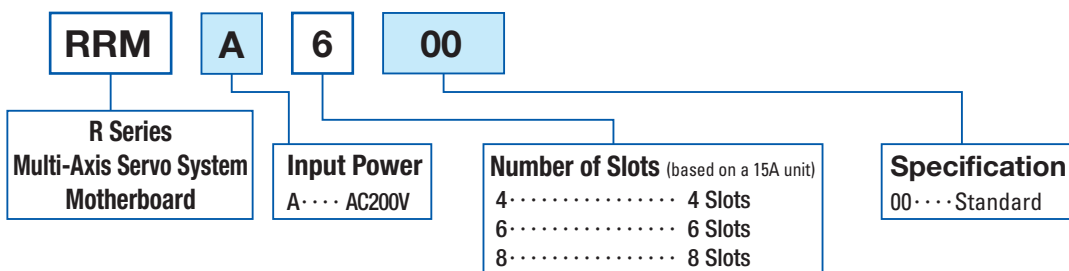 RRM A 6 00
R Series
Multi-Axis Servo System
Motherboard
Input Power
A···· AC200V
Number of Slots (based on a 15A unit)
4················ 4 Slots
6················ 6 Slots
8················ 8 Slots
Specification
00····Standard